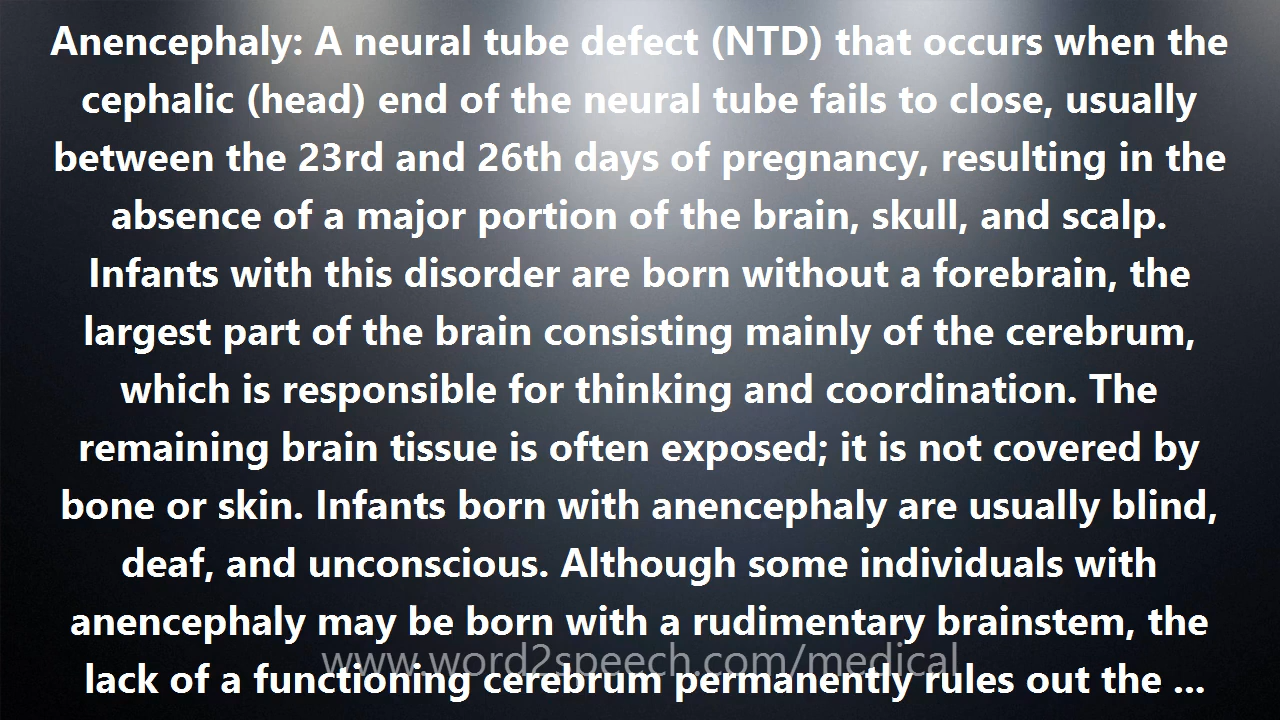 Anencephaly: A neural tube defect (NTD) that occurs when the
cephalic (head) end of the neural tube fails to close, usually
between the 23rd and 26th days of pregnancy, resulting in the
absence of a major portion of the brain, skull, and scalp.
Infants with this disorder are born without a forebrain, the
largest part of the brain consisting mainly of the cerebrum,
which is responsible for thinking and coordination. The
remaining brain tissue is often exposed; it is not covered by
bone or skin. Infants born with anencephaly are usually blind,
deaf, and unconscious. Although some individuals with
anencephaly may be born with a rudimentary brainstem, the
www.word2speech.com/medical
lack of a functioning cerebrum permanently rules out the ...